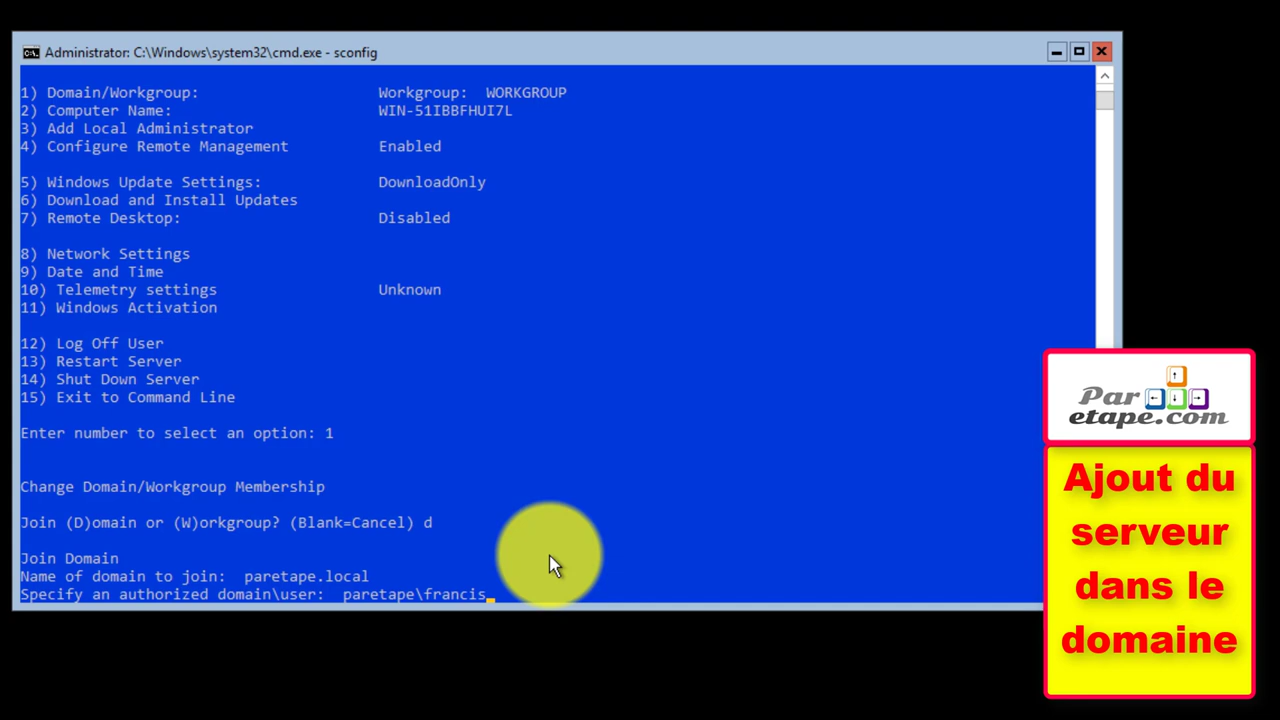 Administrator: C:\Windows\system32\cmd.exe - sconfig
1) Domain/Workgroup: Workgroup: WORKGROUP
2) Computer Name: WIN-51IBBFHUI7L
3) Add Local Administrator
4) Configure Remote Management Enabled
5) Windows Update Settings: DownloadOnly
6) Download and Install Updates
7) Remote Desktop: Disabled
8) Network Settings
9) Date and Time
10) Telemetry settings Unknown
11) Windows Activation
12) Log Off User
13) Restart Server
14) Shut Down Server
15) Exit to Command Line
Enter number to select an option: 1
Change Domain/Workgroup Membership
Join (D)omain or (W)orkgroup? (Blank=Cancel) d
Join Domain
Name of domain to join: paretape.local
Specify an authorized domain\user: paretape\francis
Par
etape.com
Ajout du
serveur
dans le
domaine